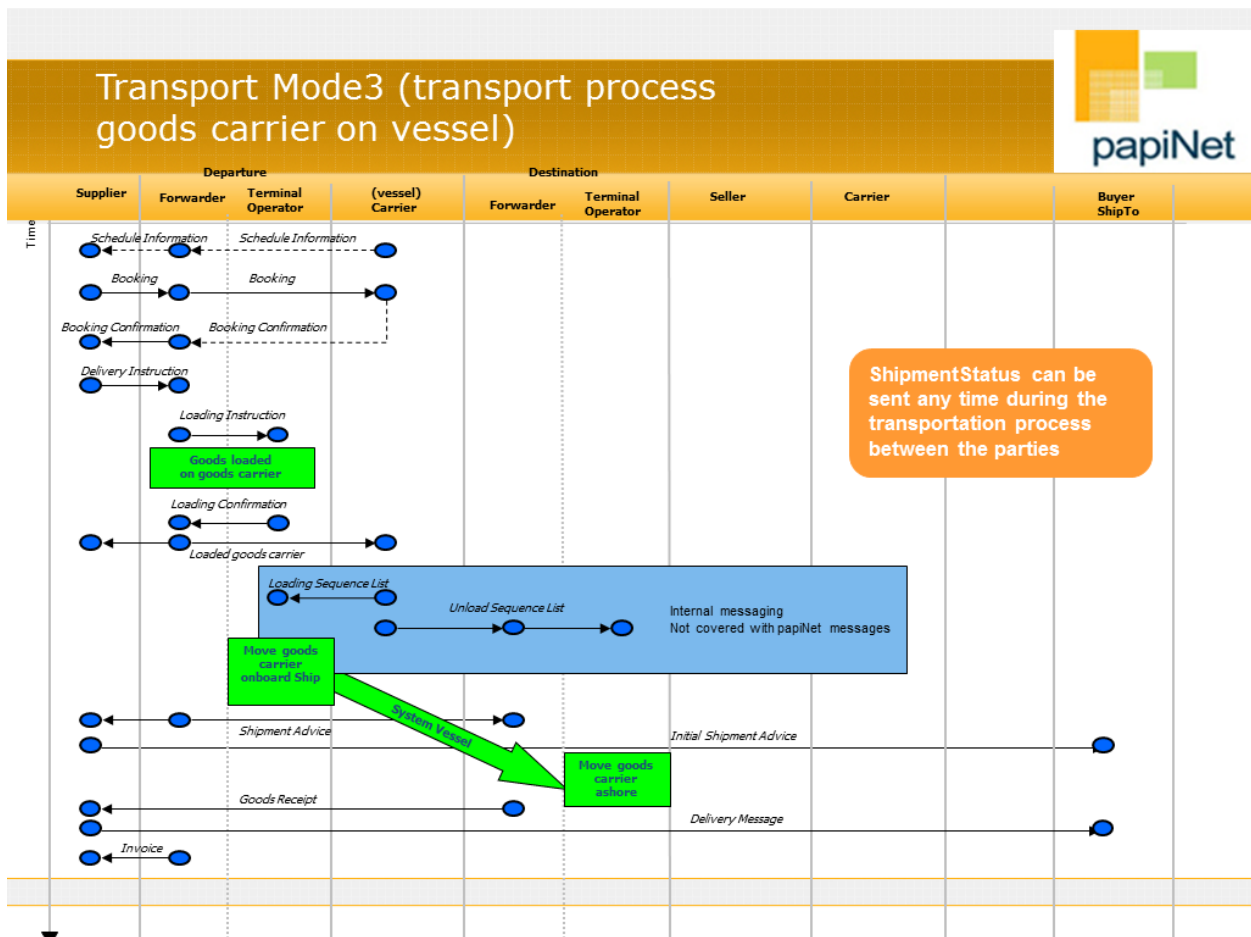 Transport Mode3 (transport process
goods carrier on vessel)
papiNet
Departure
Destination
Supplier
Forwarder
Terminal
Operator
(vessel)
Carrier
Forwarder
Terminal
Operator
Seller
Carrier
Buyer
ShipTo
Time
Schedule Information
Schedule Information
Booking
Booking
Booking Confirmation
Booking Confirmation
Delivery Instruction
Loading Instruction
Goods loaded
on goods carrier
ShipmentStatus can be
sent any time during the
transportation process
between the parties
Loading Confirmation
Loaded goods carrier
Loading Sequence List
Unload Sequence List
Internal messaging
Not covered with papiNet messages
Move goods
carrier
onboard Ship
System Vessel
Shipment Advice
Initial Shipment Advice
Move goods
carrier
ashore
Goods Receipt
Delivery Message
Invoice